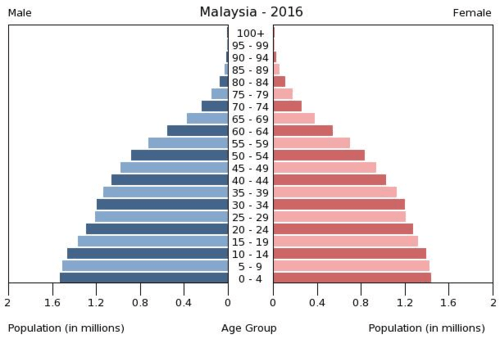 Male Malaysia - 2016 Female
100+
95 - 99
90 - 94
85 - 89
80 - 84
75 - 79
70 - 74
65 - 69
60 - 64
55 - 59
50 - 54
45 - 49
40 - 44
35 - 39
30 - 34
25 - 29
20 - 24
15 - 19
10 - 14
5 - 9
0 - 4
2 1.6 1.2 0.8 0.4 0 0 0.4 0.8 1.2 1.6 2
Population (in millions) Age Group Population (in millions)